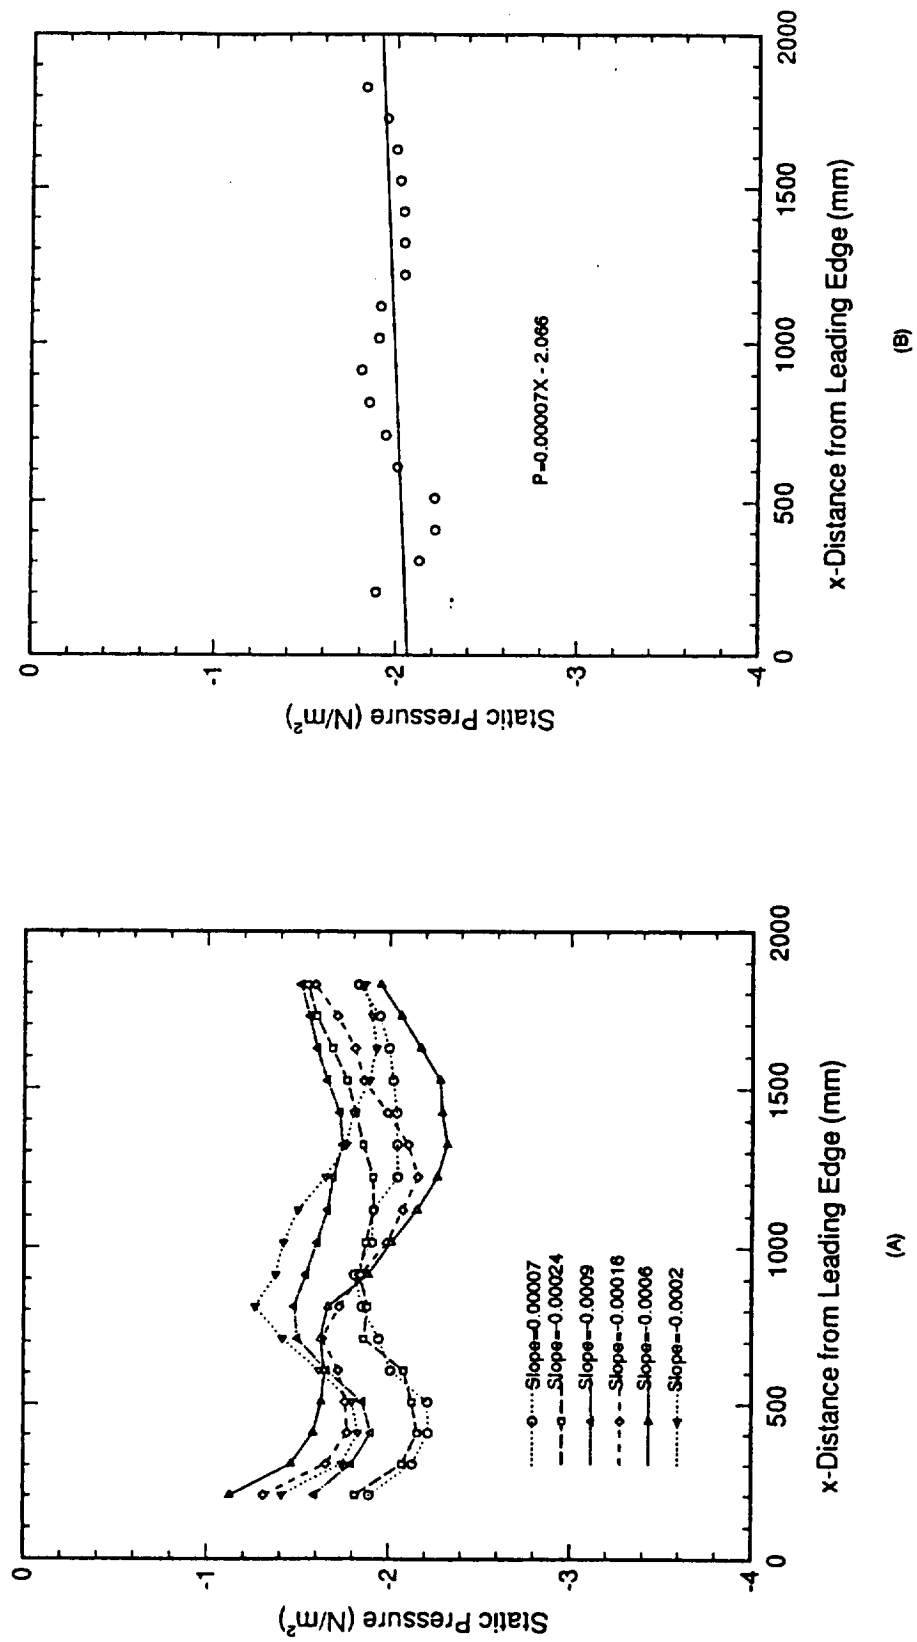 Static Pressure (N/m²)
0
-1
-2
-3
-4
0
500
1000
1500
2000
x-Distance from Leading Edge (mm)
Slope=0.00007
Slope=-0.00024
Slope=-0.0009
Slope=-0.00016
Slope=-0.0006
Slope=-0.0002
(A)
Static Pressure (N/m²)
0
-1
-2
-3
-4
0
500
1000
1500
2000
x-Distance from Leading Edge (mm)
P=0.00007X - 2.066
(B)